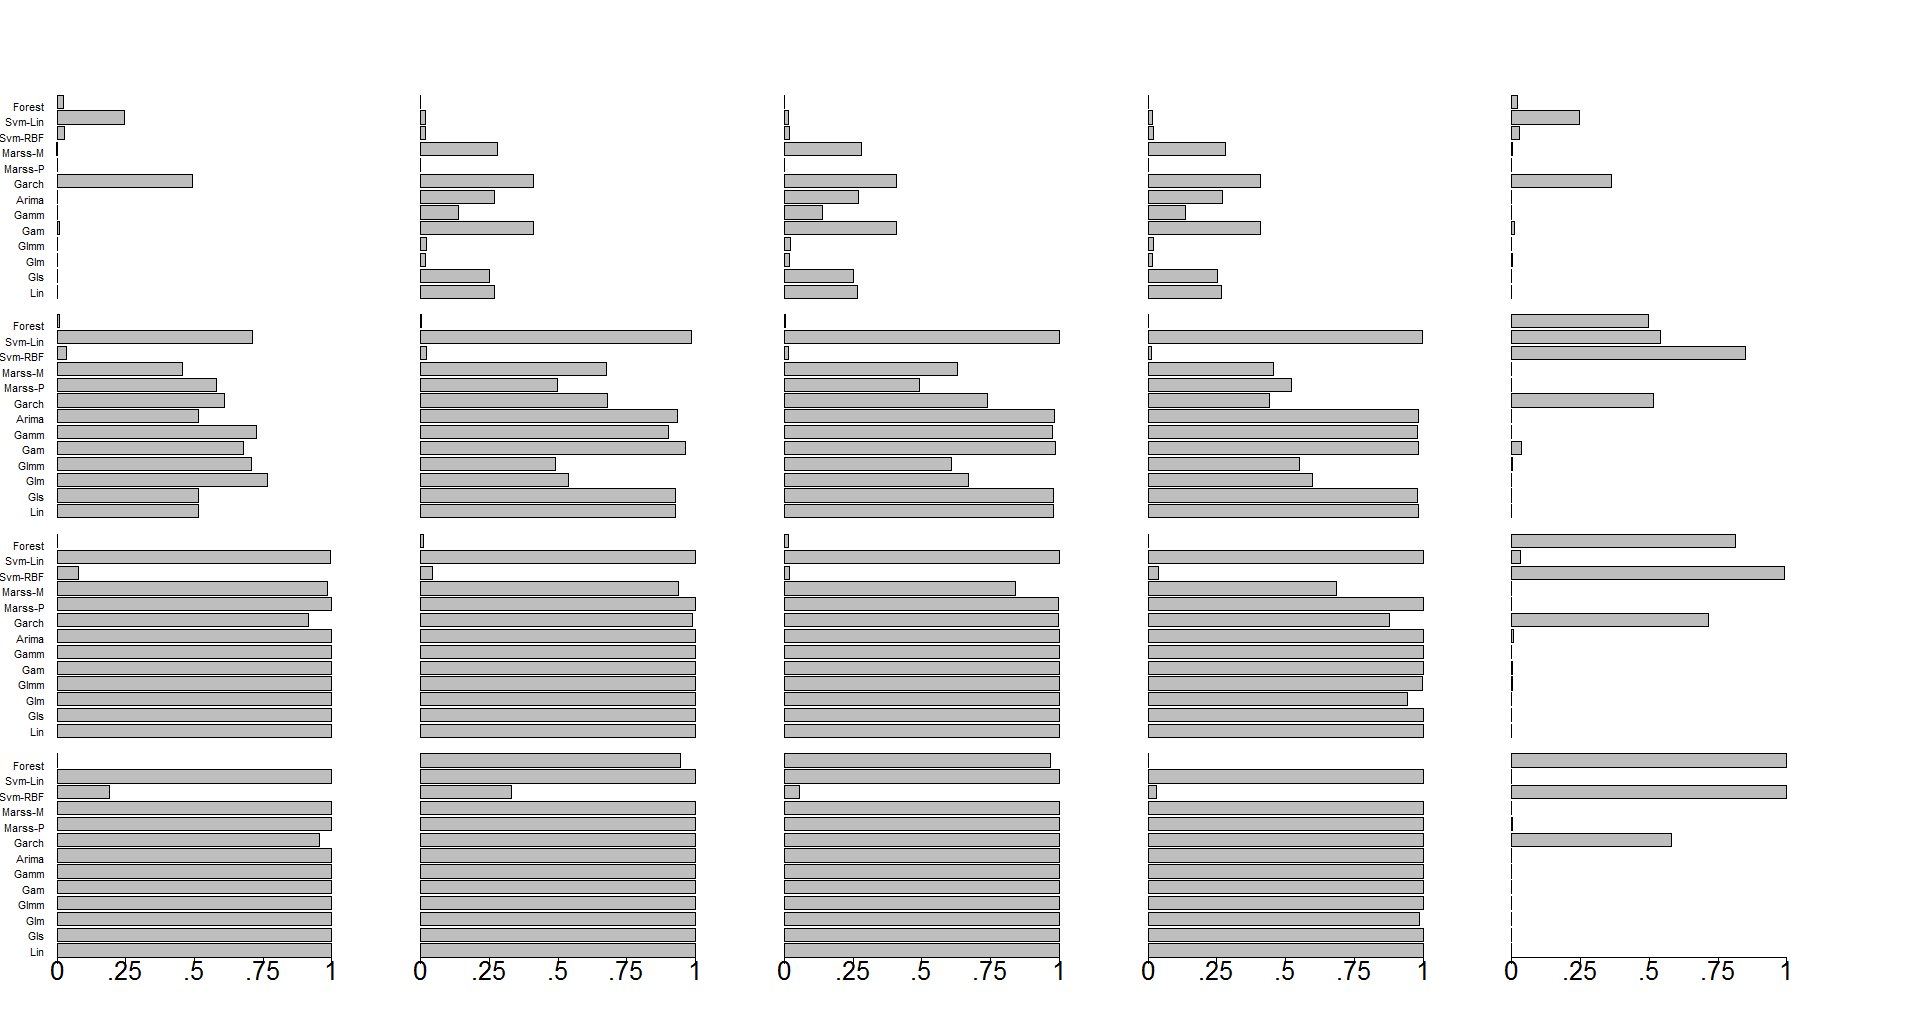 Forest
Svm-Lin
Svm-RBF
Marss-M
Marss-P
Garch
Arima
Gamm
Gam
Glmm
Glm
Gls
Lin
Forest
Svm-Lin
Svm-RBF
Marss-M
Marss-P
Garch
Arima
Gamm
Gam
Glmm
Glm
Gls
Lin
Forest
Svm-Lin
Svm-RBF
Marss-M
Marss-P
Garch
Arima
Gamm
Gam
Glmm
Glm
Gls
Lin
Forest
Svm-Lin
Svm-RBF
Marss-M
Marss-P
Garch
Arima
Gamm
Gam
Glmm
Glm
Gls
Lin
0 .25 .5 .75 1 0 .25 .5 .75 1 0 .25 .5 .75 1 0 .25 .5 .75 1 0 .25 .5 .75 1